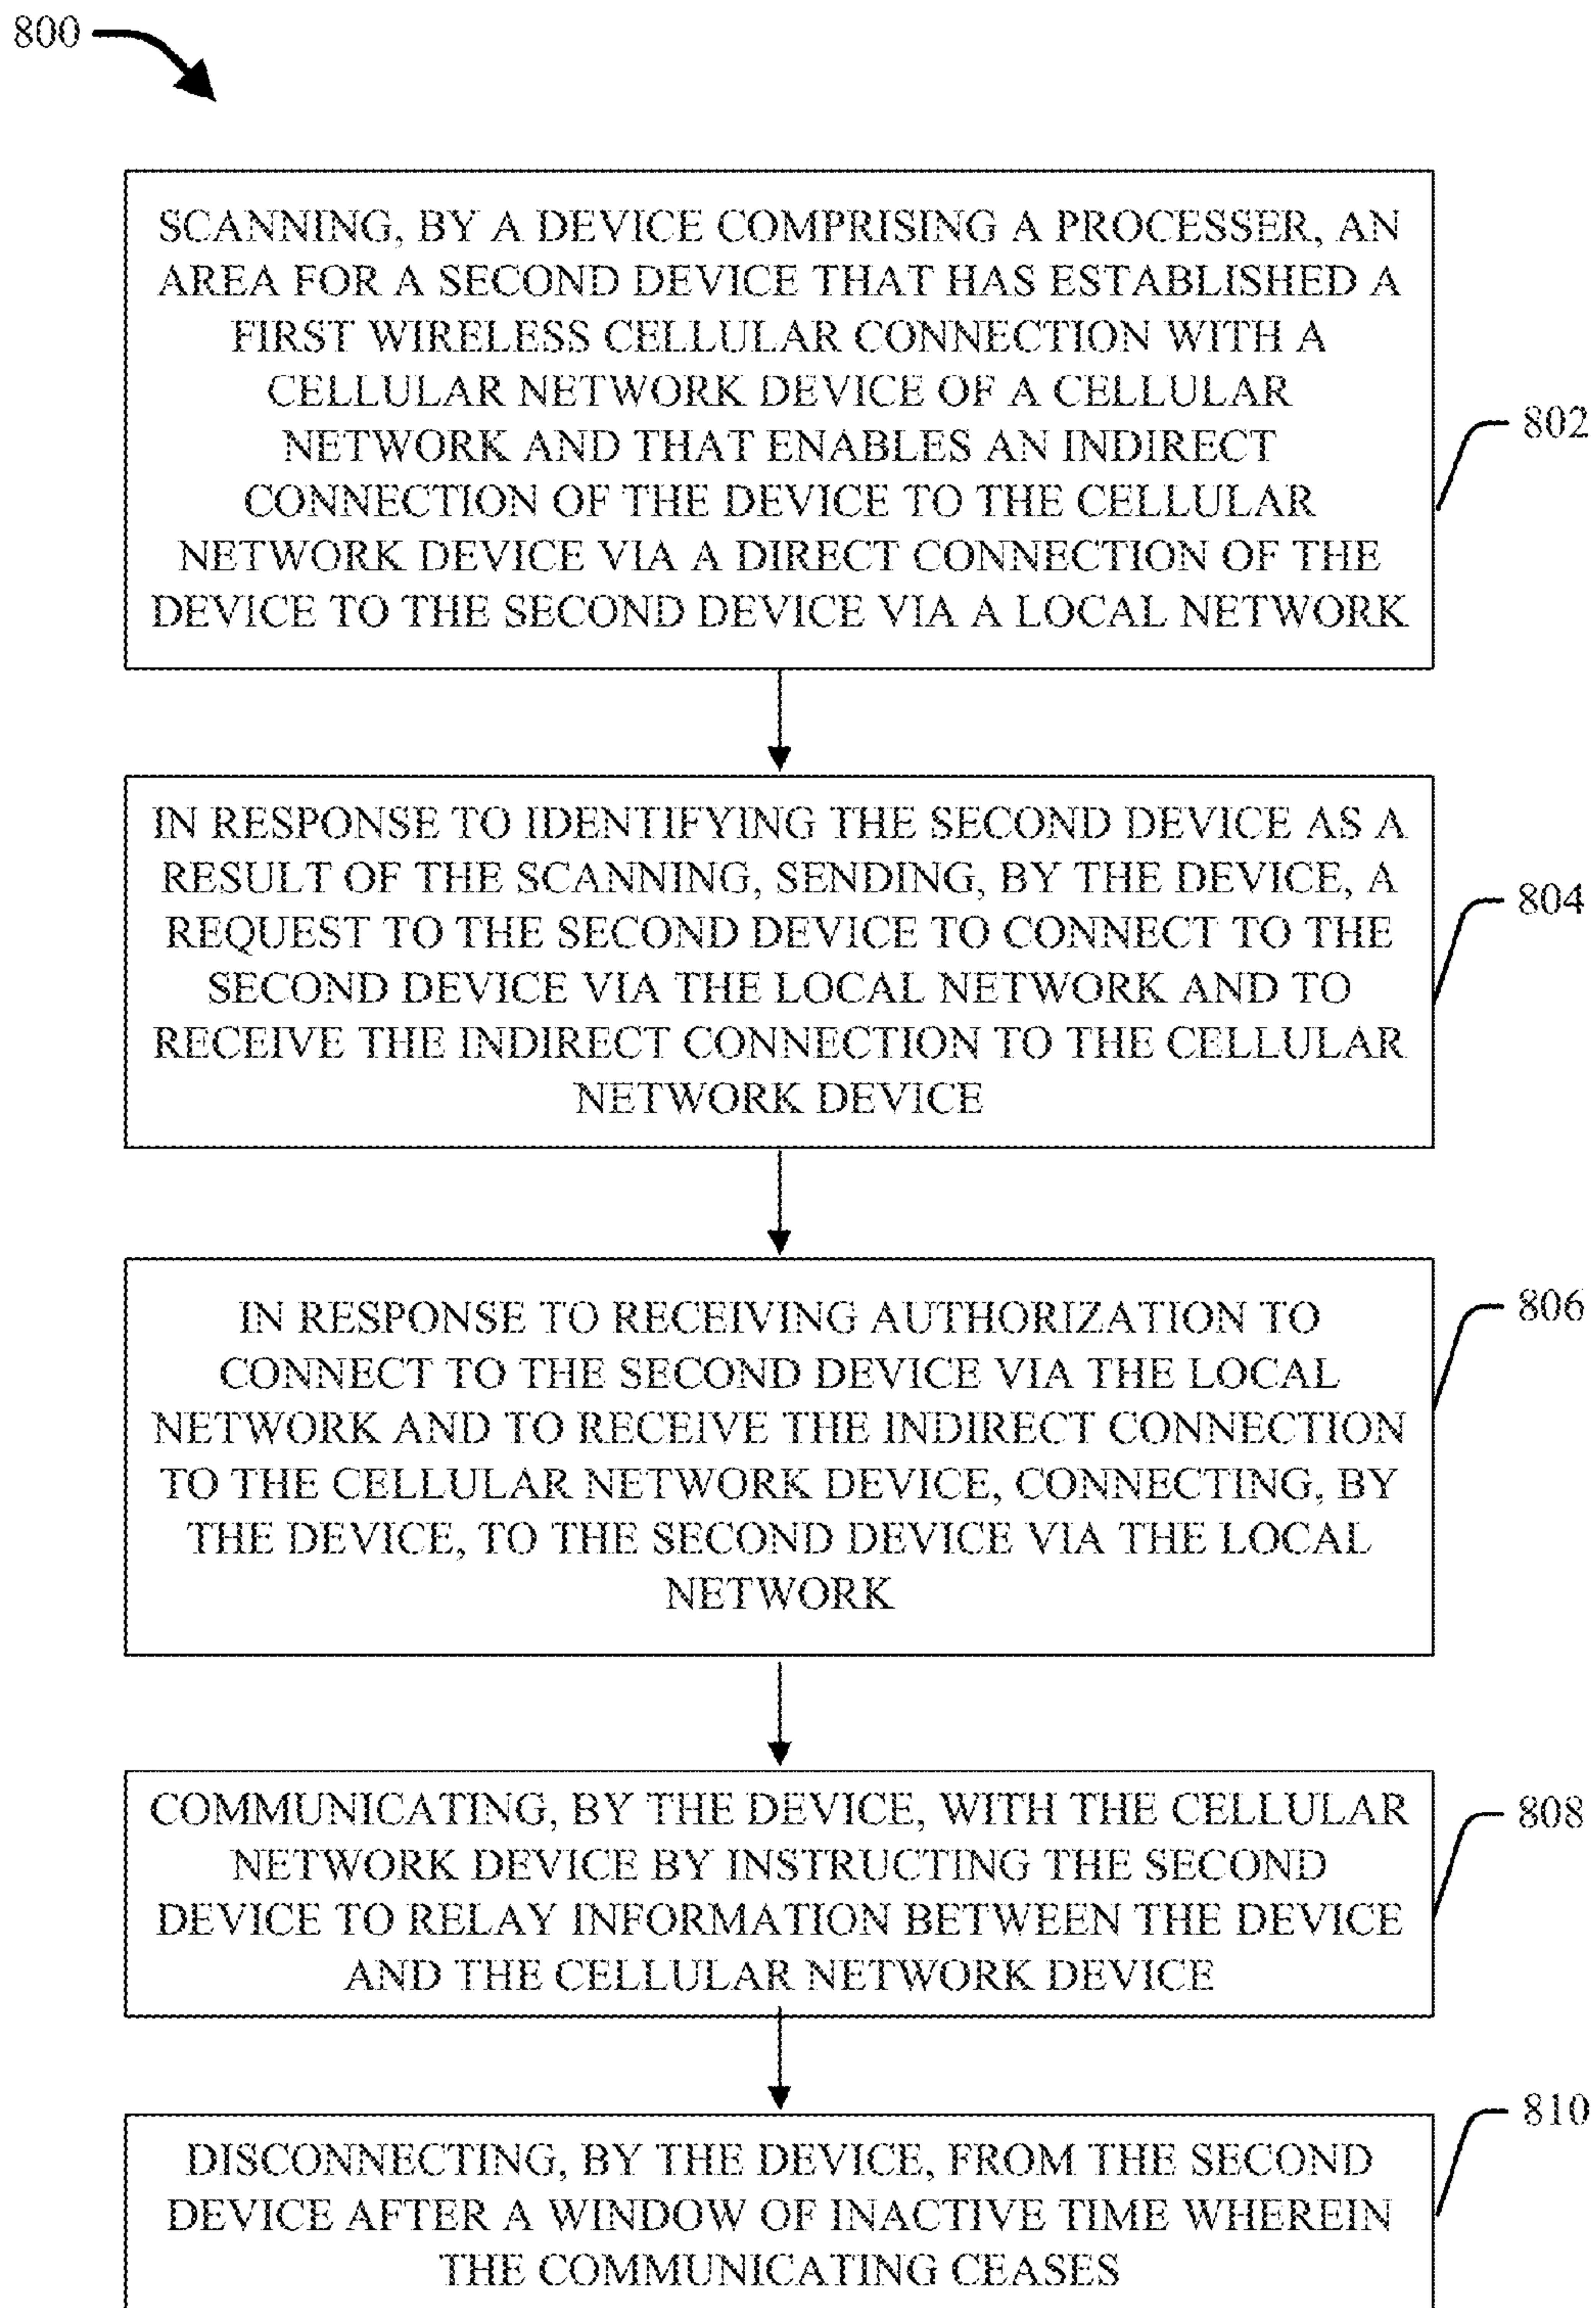 800
SCANNING, BY A DEVICE COMPRISING A PROCESSER, AN
AREA FOR A SECOND DEVICE THAT HAS ESTABLISHED A
FIRST WIRELESS CELLULAR CONNECTION WITH A
CELLULAR NETWORK DEVICE OF A CELLULAR
NETWORK AND THAT ENABLES AN INDIRECT
CONNECTION OF THE DEVICE TO THE CELLULAR
NETWORK DEVICE VIA A DIRECT CONNECTION OF THE
DEVICE TO THE SECOND DEVICE VIA A LOCAL NETWORK
802
IN RESPONSE TO IDENTIFYING THE SECOND DEVICE AS A
RESULT OF THE SCANNING, SENDING, BY THE DEVICE, A
REQUEST TO THE SECOND DEVICE TO CONNECT TO THE
SECOND DEVICE VIA THE LOCAL NETWORK AND TO
RECEIVE THE INDIRECT CONNECTION TO THE CELLULAR
NETWORK DEVICE
804
IN RESPONSE TO RECEIVING AUTHORIZATION TO
CONNECT TO THE SECOND DEVICE VIA THE LOCAL
NETWORK AND TO RECEIVE THE INDIRECT CONNECTION
TO THE CELLULAR NETWORK DEVICE, CONNECTING, BY
THE DEVICE, TO THE SECOND DEVICE VIA THE LOCAL
NETWORK
806
COMMUNICATING, BY THE DEVICE, WITH THE CELLULAR
NETWORK DEVICE BY INSTRUCTING THE SECOND
DEVICE TO RELAY INFORMATION BETWEEN THE DEVICE
AND THE CELLULAR NETWORK DEVICE
808
DISCONNECTING, BY THE DEVICE, FROM THE SECOND
DEVICE AFTER A WINDOW OF INACTIVE TIME WHEREIN
THE COMMUNICATING CEASES
810